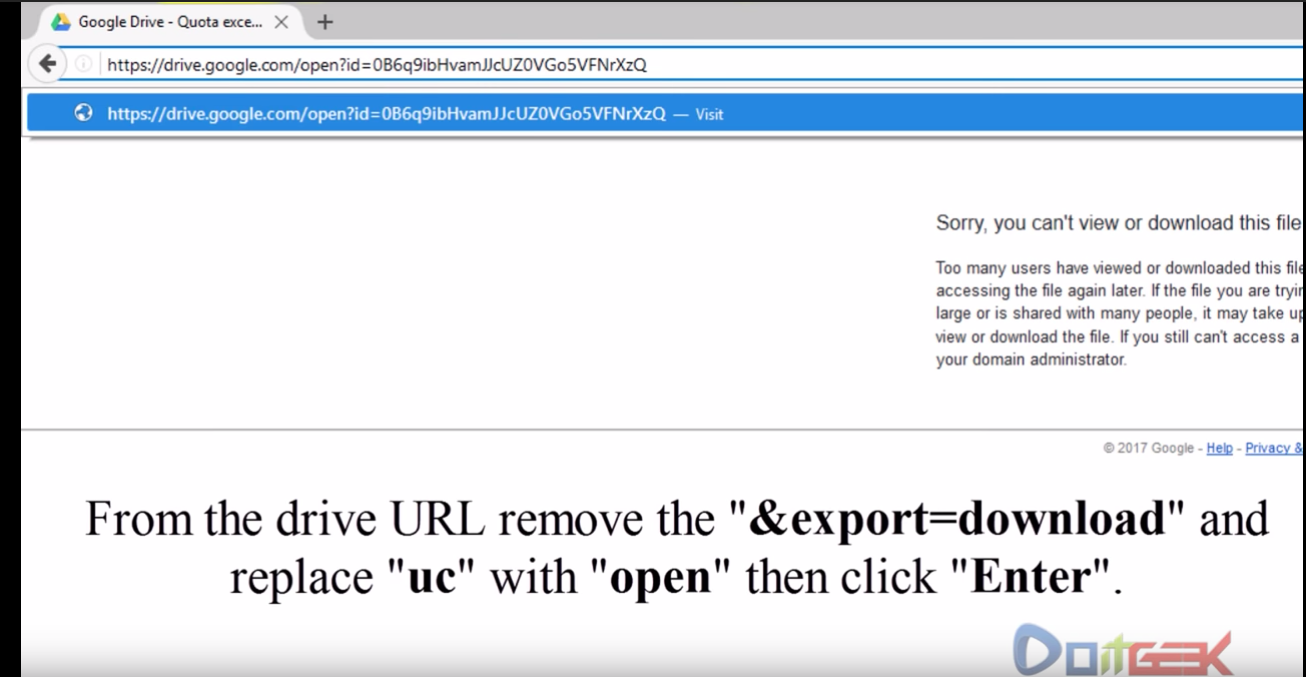 Google Drive - Quota exce...
https://drive.google.com/open?id=0B6q9ibHvamJJcUZ0VGo5VFNrXzQ
https://drive.google.com/open?id=0B6q9ibHvamJJcUZ0VGo5VFNrXzQ — Visit
Sorry, you can't view or download this file
Too many users have viewed or downloaded this file
accessing the file again later. If the file you are tryin
large or is shared with many people, it may take up
view or download the file. If you still can't access a
your domain administrator.
© 2017 Google - Help - Privacy &
From the drive URL remove the "&export=download" and
replace "uc" with "open" then click "Enter".
DoitGEEK